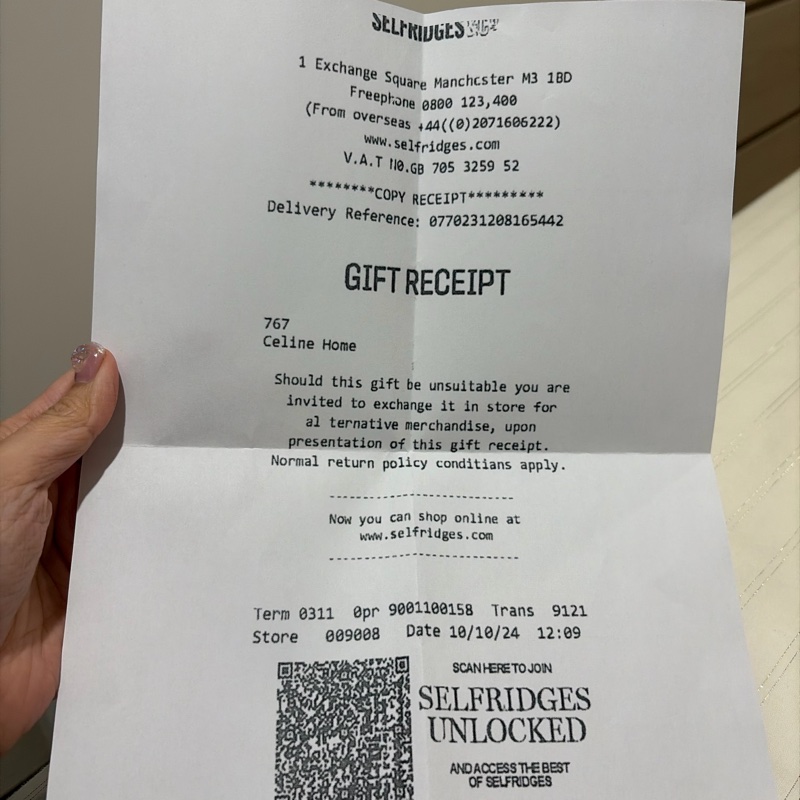 SELFRIDGES&Cº
1 Exchange Square Manchester M3 1BD
Freephone 0800 123,400
(From overseas +44((0)2071606222)
www.selfridges.com
V.A.T NO.GB 705 3259 52
********COPY RECEIPT*********
Delivery Reference: 0770231208165442
GIFT RECEIPT
767
Celine Home
Should this gift be unsuitable you are
invited to exchange it in store for
al ternative merchandise, upon
presentation of this gift receipt.
Normal return policy conditians apply.
-------------------------
Now you can shop online at
www.selfridges.com
-------------------------
Term 0311 0pr 9001100158 Trans 9121
Store 009008 Date 10/10/24 12:09
SCAN HERE TO JOIN
SELFRIDGES
UNLOCKED
AND ACCESS THE BEST
OF SELFRIDGES